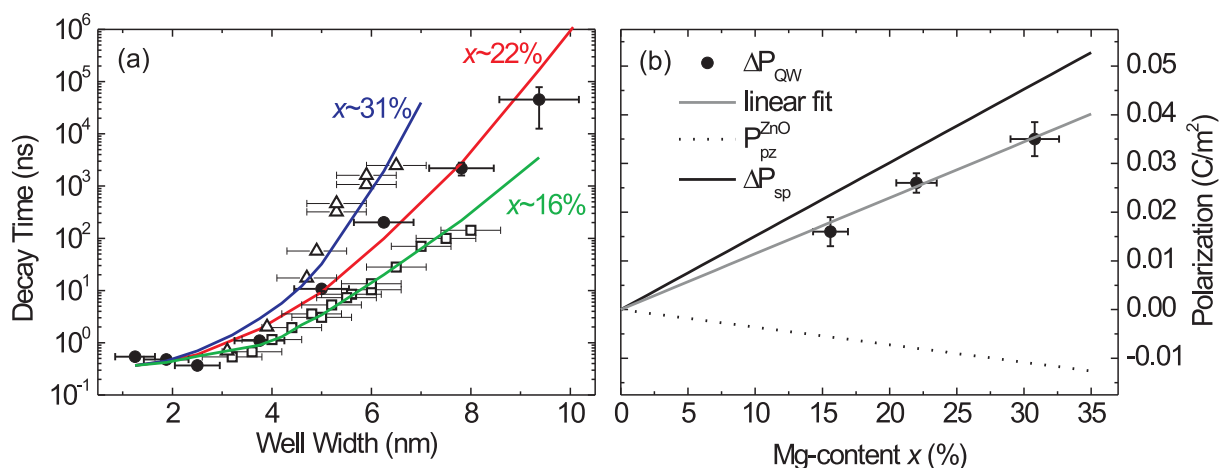 (a)
x~22%
x~31%
x~16%
10^6
10^5
10^4
10^3
10^2
10^1
10^0
10^-1
Decay Time (ns)
2 4 6 8 10
Well Width (nm)
(b)
ΔP_QW
linear fit
P_pz^ZnO
ΔP_sp
0.05
0.04
0.03
0.02
0.01
0.00
-0.01
Polarization (C/m²)
0 5 10 15 20 25 30 35
Mg-content x (%)